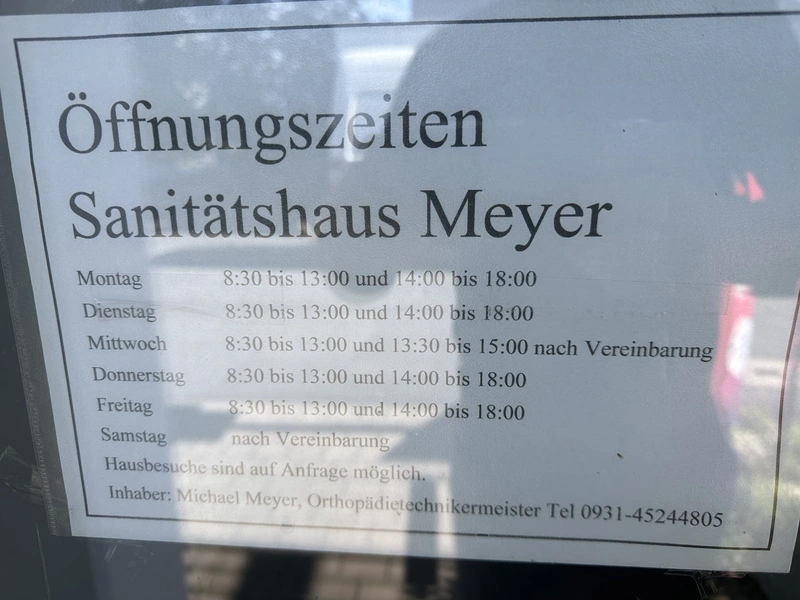 Öffnungszeiten
Sanitätshaus Meyer
Montag 8:30 bis 13:00 und 14:00 bis 18:00
Dienstag 8:30 bis 13:00 und 14:00 bis 18:00
Mittwoch 8:30 bis 13:00 und 13:30 bis 15:00 nach Vereinbarung
Donnerstag 8:30 bis 13:00 und 14:00 bis 18:00
Freitag 8:30 bis 13:00 und 14:00 bis 18:00
Samstag nach Vereinbarung
Hausbesuche sind auf Anfrage möglich.
Inhaber: Michael Meyer, Orthopädietechnikermeister Tel 0931-45244805